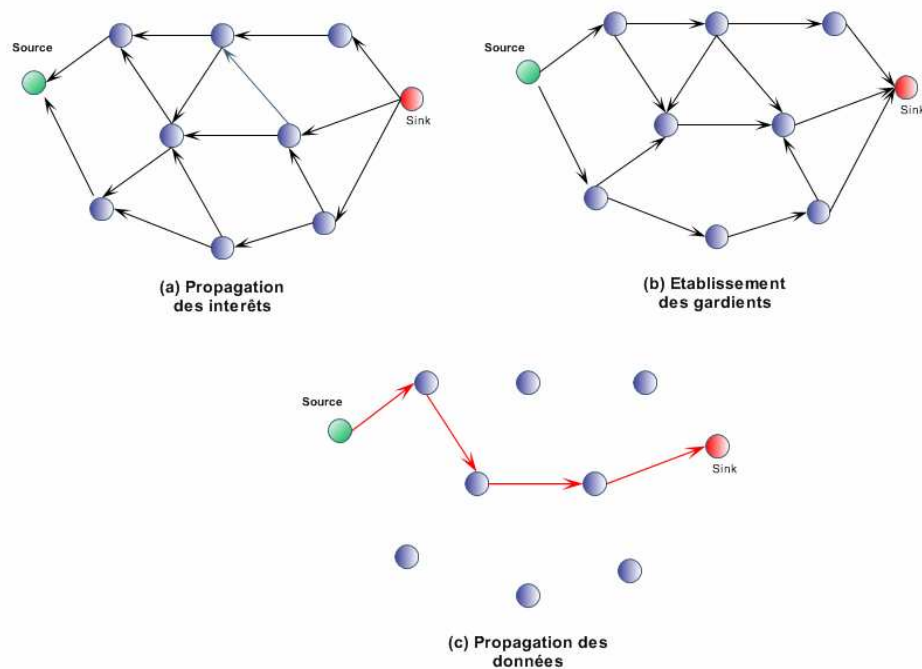 Source
Sink
(a) Propagation
des interêts
Source
Sink
(b) Etablissement
des gardients
Source
Sink
(c) Propagation des
données